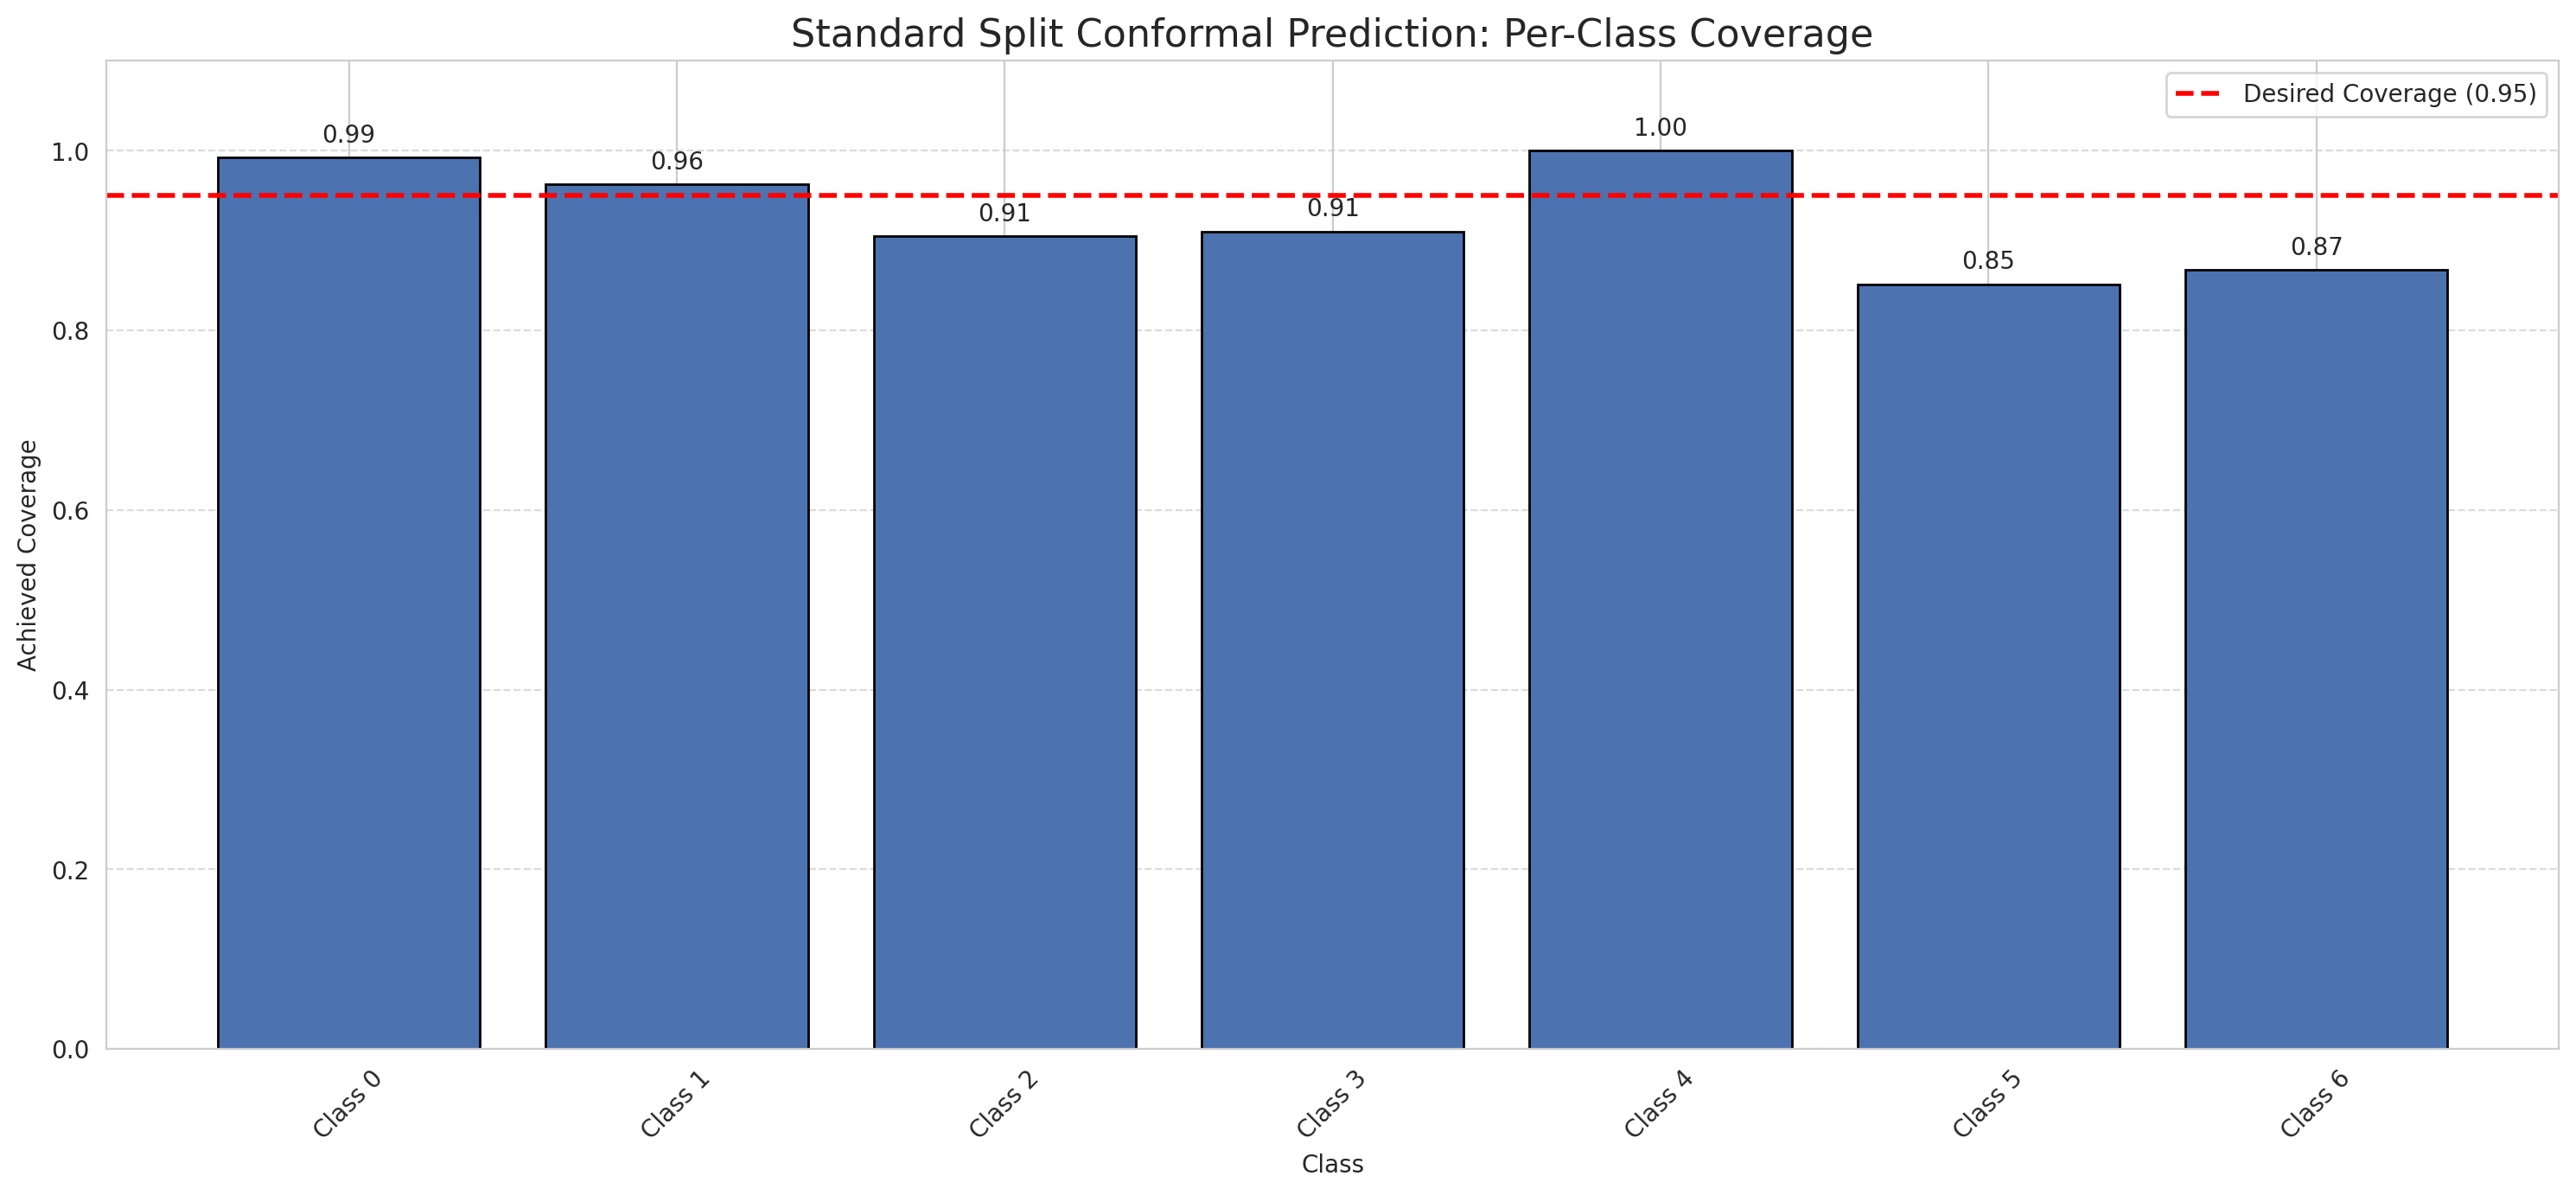 Standard Split Conformal Prediction: Per-Class Coverage
Desired Coverage (0.95)
Achieved Coverage
1.0
0.8
0.6
0.4
0.2
0.0
0.99
0.96
0.91
0.91
1.00
0.85
0.87
Class 0
Class 1
Class 2
Class 3
Class 4
Class 5
Class 6
Class